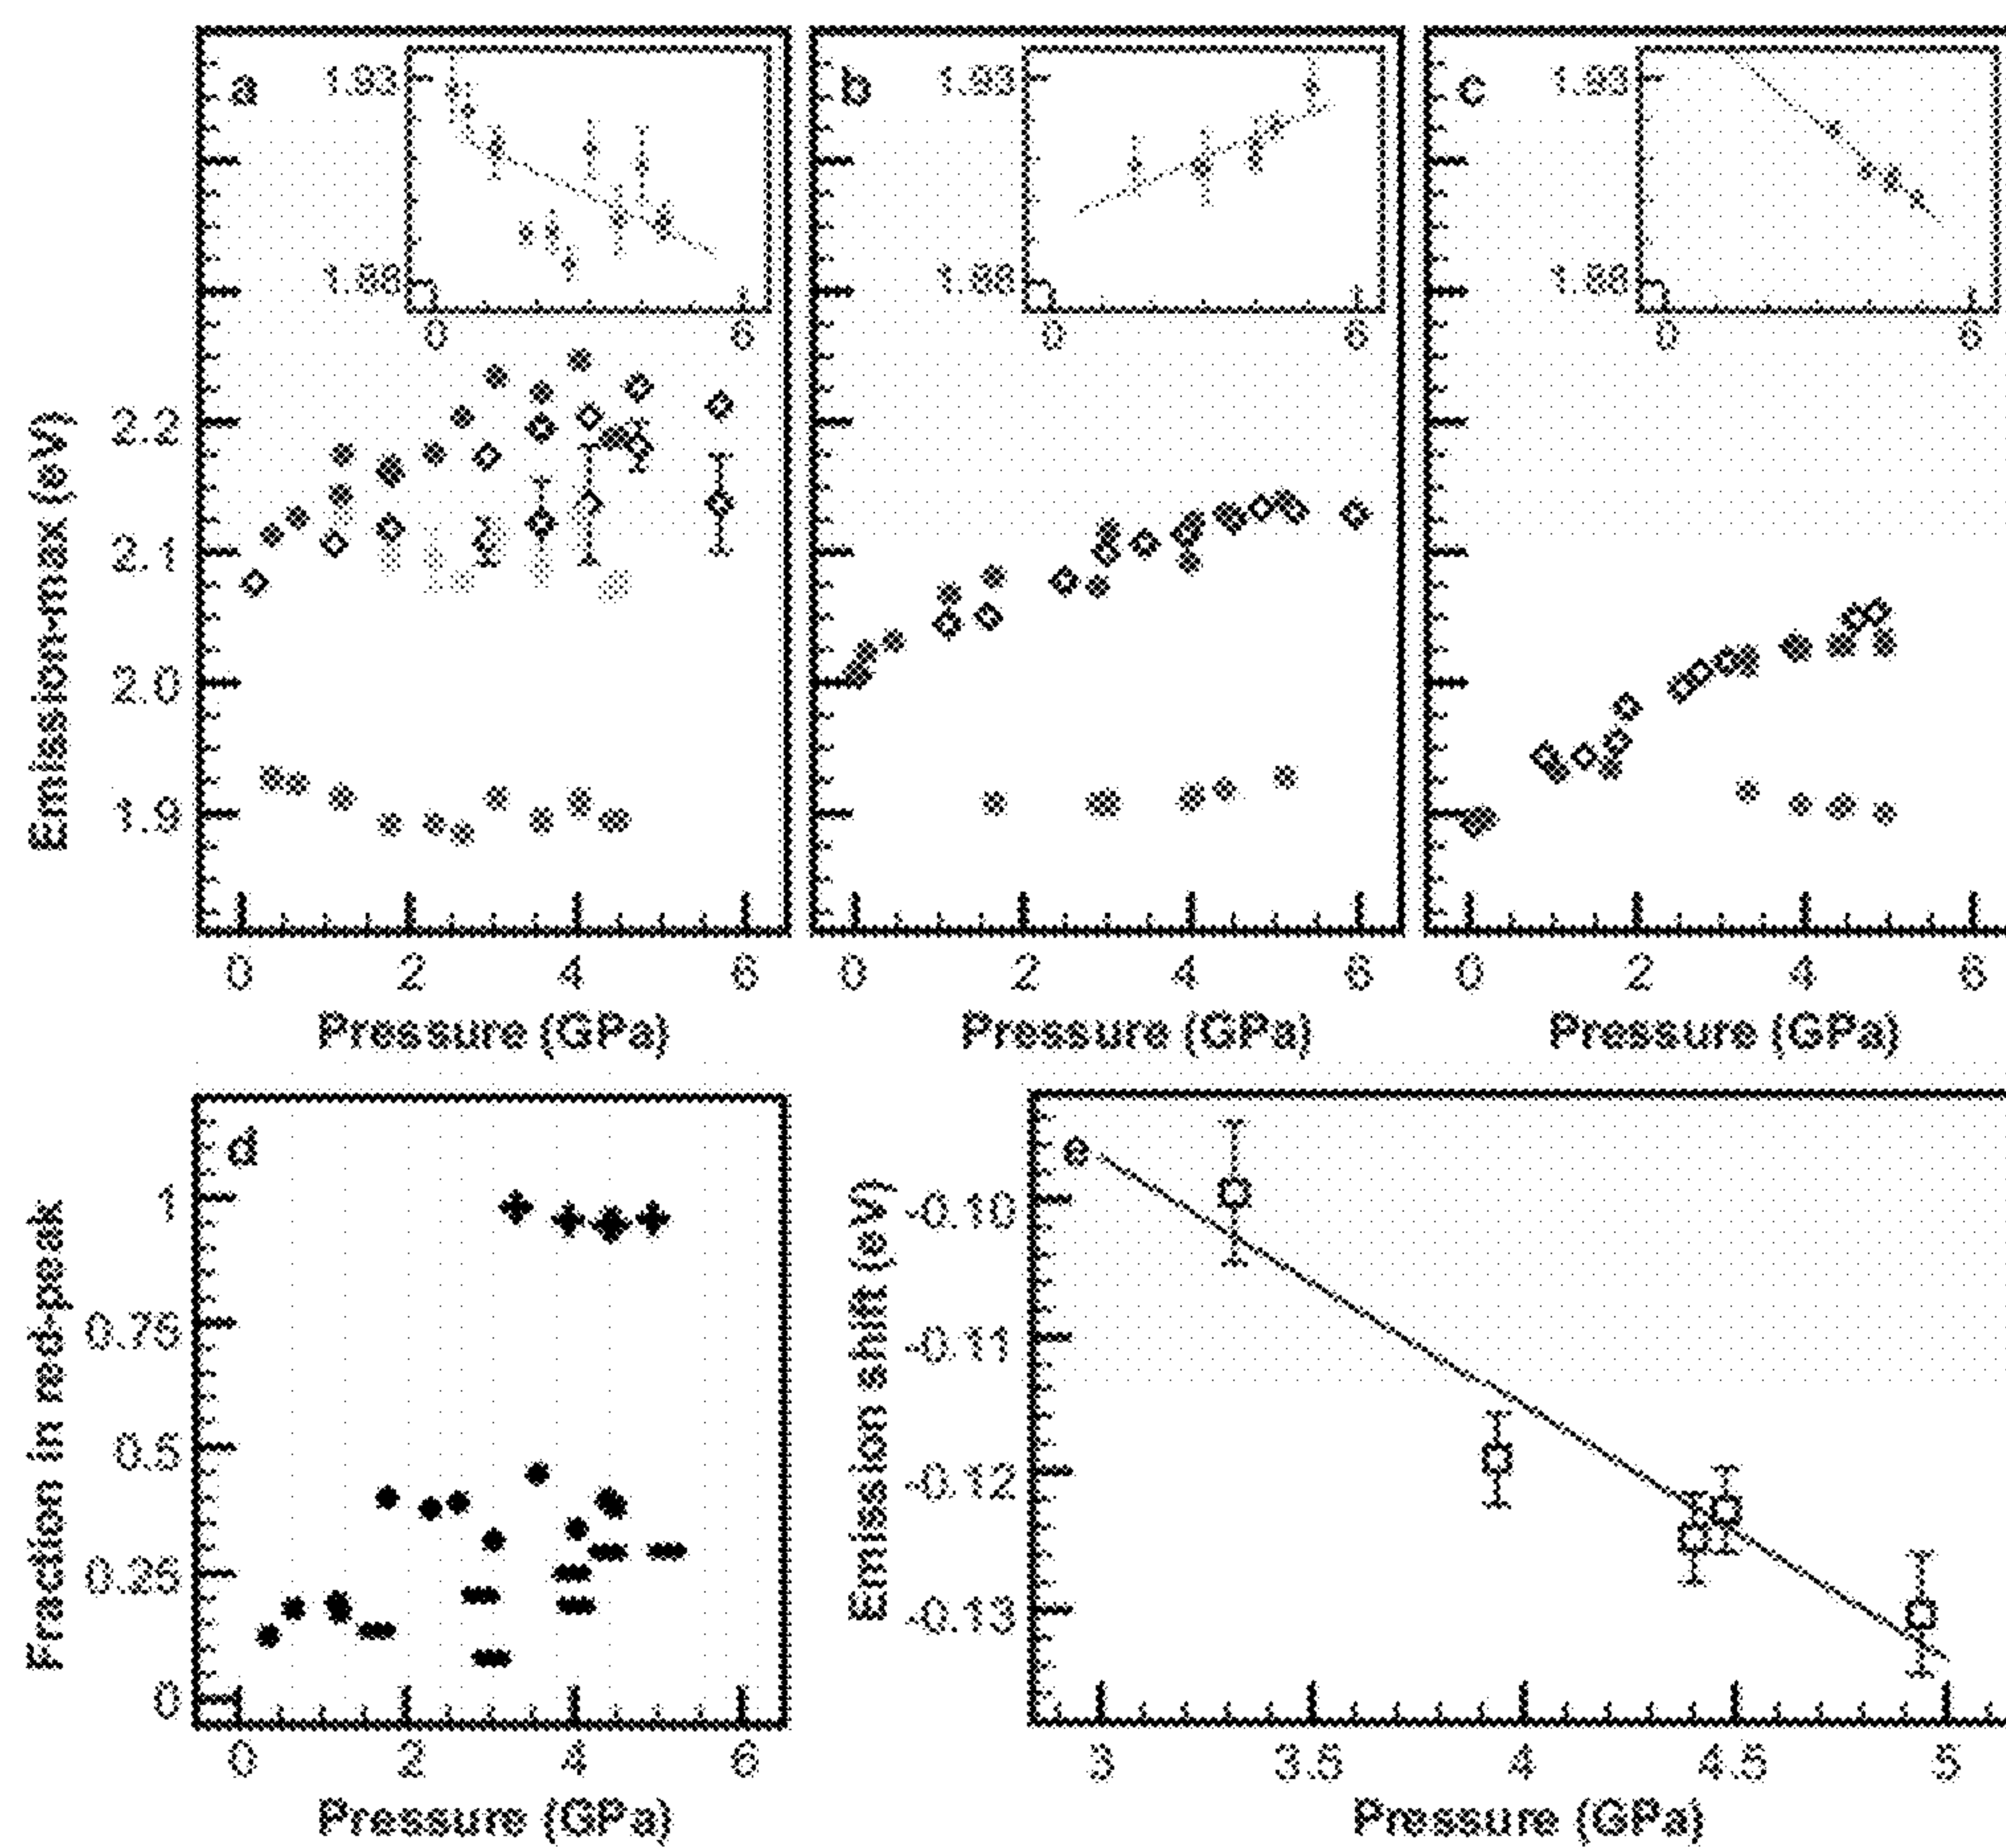 a
1.93
1.88
0
6
b
1.93
1.88
0
6
c
1.93
1.88
0
6
Emission-max (eV)
2.2
2.1
2.0
1.9
0 2 4 6
0 2 4 6
0 2 4 6
Pressure (GPa)
Pressure (GPa)
Pressure (GPa)
d
Fraction in red-peak
1
0.75
0.5
0.25
0
0 2 4 6
Pressure (GPa)
e
Emission shift (eV)
-0.10
-0.11
-0.12
-0.13
3 3.5 4 4.5 5
Pressure (GPa)